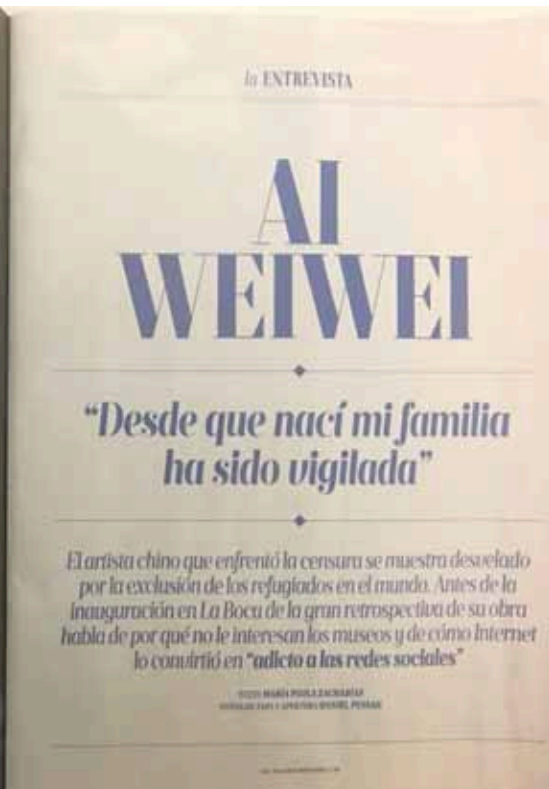 la ENTREVISTA
AI
WEIWEI
“Desde que nací mi familia
ha sido vigilada”
El artista chino que enfrentó la censura se muestra desvelado
por la exclusión de los refugiados en el mundo. Antes de la
inauguración en La Boca de la gran retrospectiva de su obra
habla de por qué no le interesan los museos y de cómo Internet
lo convirtió en “adicto a las redes sociales”
MARÍA PAULA ZACHARÍAS